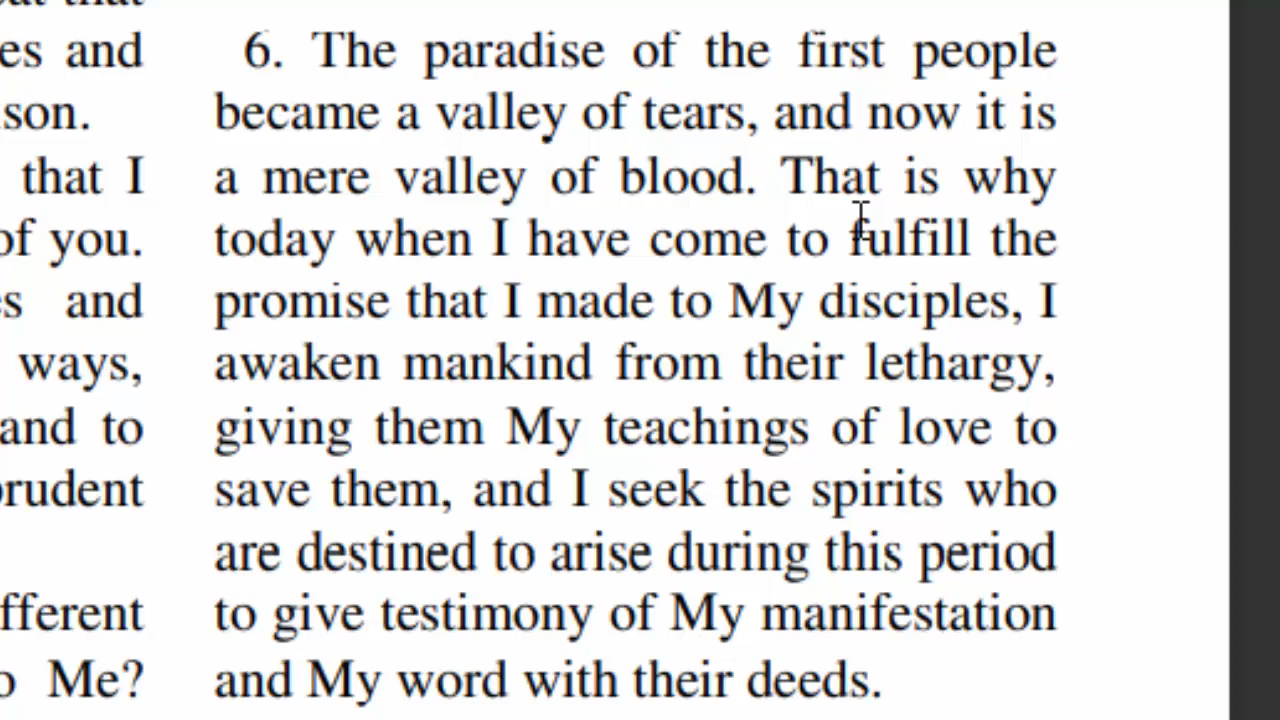 es and
son.
that I
of you.
and
ways,
and to
fferent
Me?
6. The paradise of the first people
became a valley of tears, and now it is
a mere valley of blood. That is why
today when I have come to fulfill the
promise that I made to My disciples, I
awaken mankind from their lethargy,
giving them My teachings of love to
save them, and I seek the spirits who
are destined to arise during this period
to give testimony of My manifestation
and My word with their deeds.